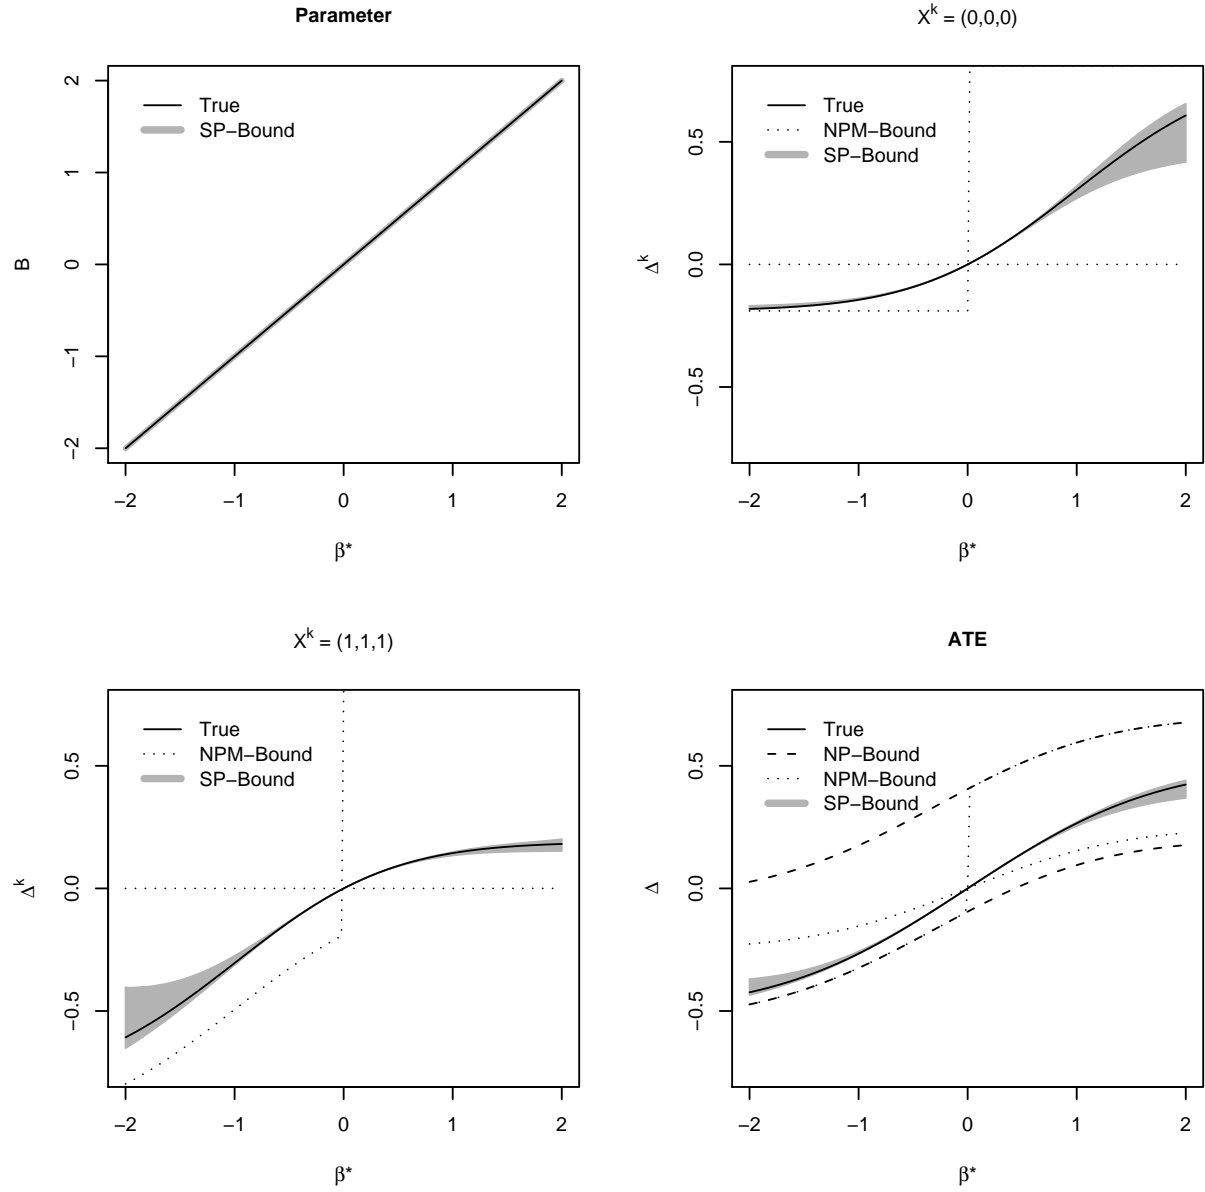 Parameter
True
SP−Bound
B
2
1
0
−1
−2
−2 −1 0 1 2
β*
X^k = (0,0,0)
True
NPM−Bound
SP−Bound
Δ^k
0.5
0.0
−0.5
−2 −1 0 1 2
β*
X^k = (1,1,1)
True
NPM−Bound
SP−Bound
Δ^k
0.5
0.0
−0.5
−2 −1 0 1 2
β*
ATE
True
NP−Bound
NPM−Bound
SP−Bound
Δ
0.5
0.0
−0.5
−2 −1 0 1 2
β*